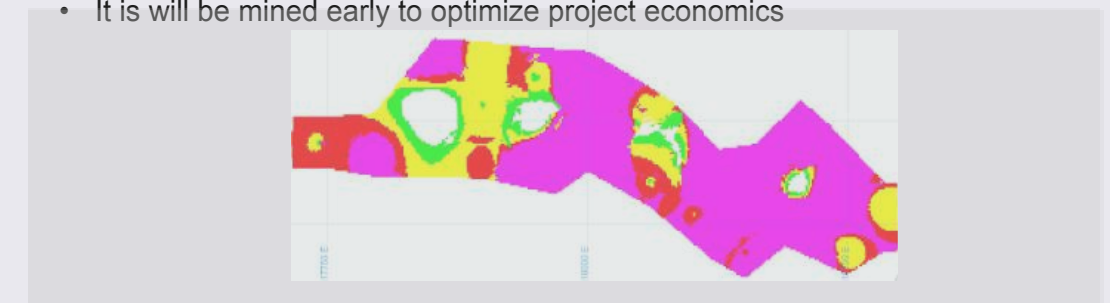 • It is will be mined early to optimize project economics